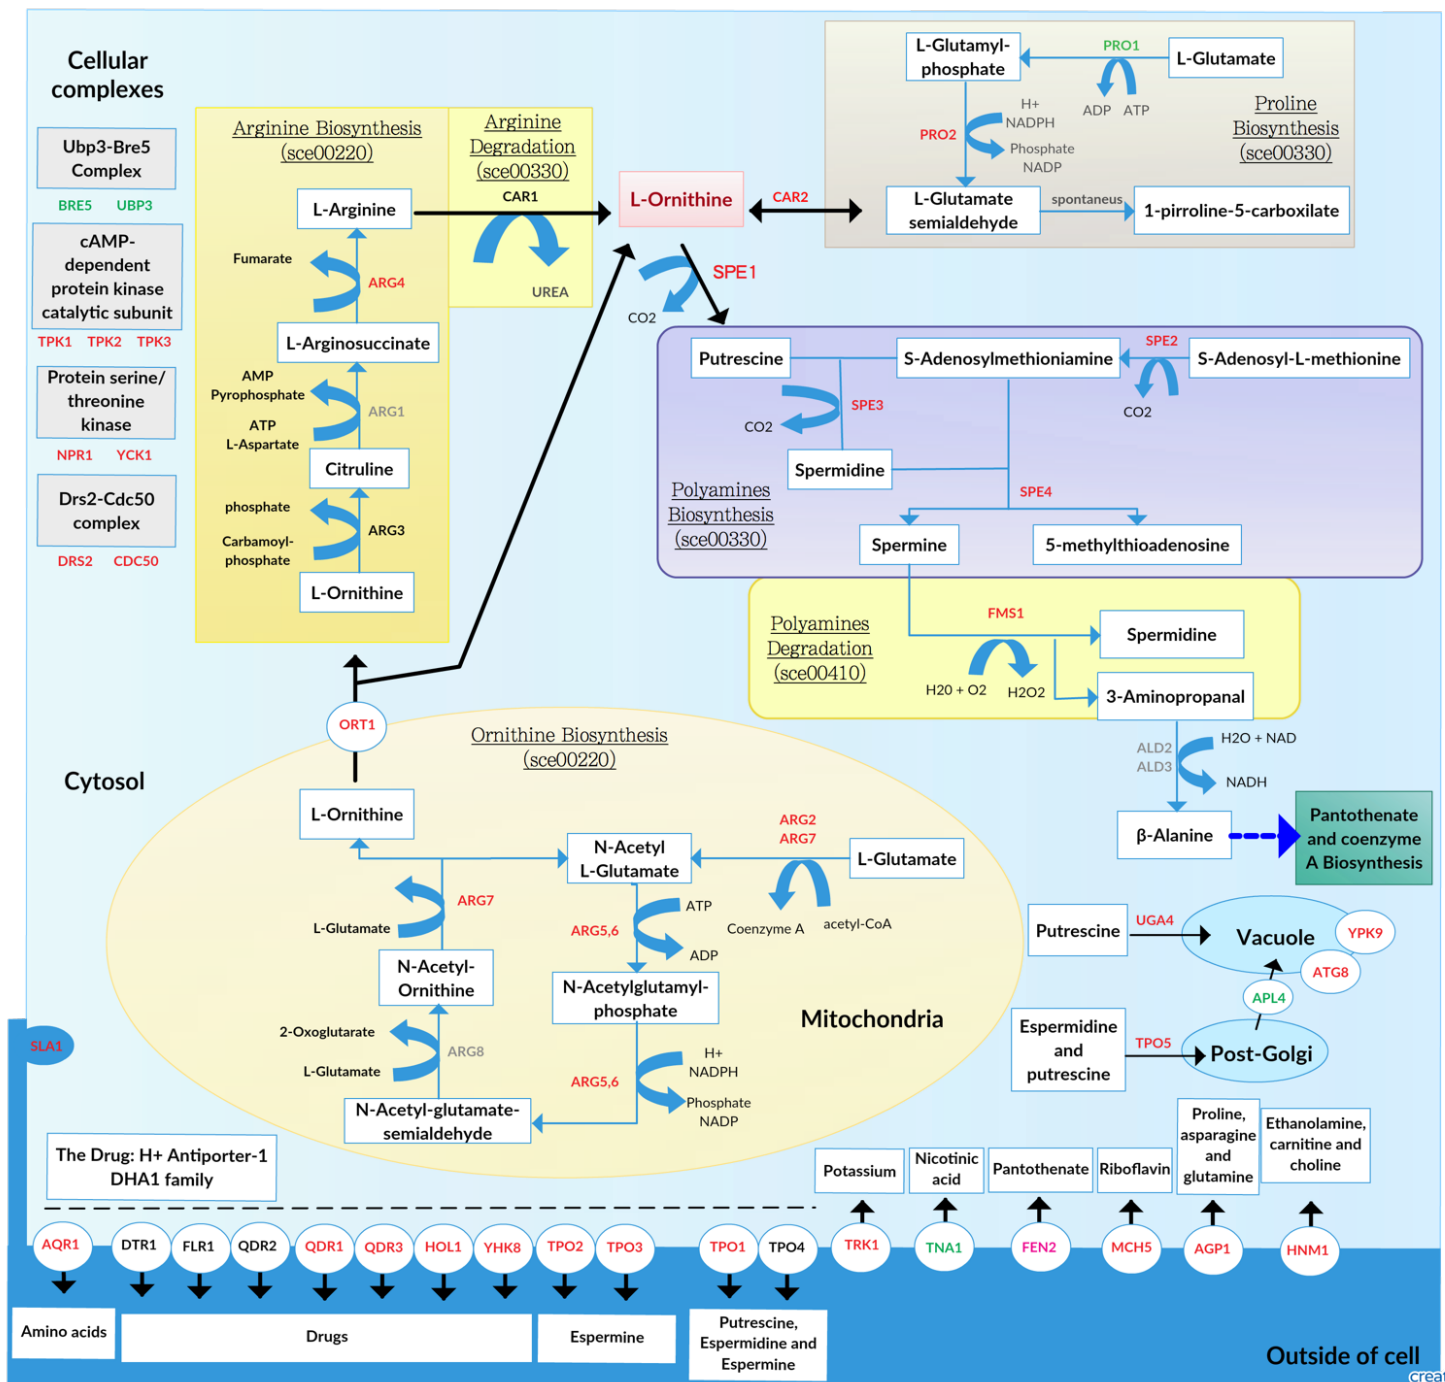 Cellular
complexes
Ubp3-Bre5
Complex
BRE5 UBP3
cAMP-
dependent
protein kinase
catalytic subunit
TPK1 TPK2 TPK3
Protein serine/
threonine
kinase
NPR1 YCK1
Drs2-Cdc50
complex
DRS2 CDC50
Arginine Biosynthesis
(sce00220)
L-Arginine
Fumarate
ARG4
L-Arginosuccinate
AMP
Pyrophosphate
ARG1
ATP
L-Aspartate
Citruline
phosphate
ARG3
Carbamoyl-
phosphate
L-Ornithine
Arginine
Degradation
(sce00330)
CAR1
UREA
L-Ornithine
CAR2
SPE1
CO2
L-Glutamyl-
phosphate
PRO1
L-Glutamate
ADP ATP
H+
NADPH
PRO2
Phosphate
NADP
Proline
Biosynthesis
(sce00330)
L-Glutamate
semialdehyde
spontaneus
1-pirroline-5-carboxilate
Putrescine
S-Adenosylmethioniamine
SPE2
S-Adenosyl-L-methionine
CO2
SPE3
CO2
Spermidine
Polyamines
Biosynthesis
(sce00330)
SPE4
Spermine
5-methylthioadenosine
Polyamines
Degradation
(sce00410)
FMS1
Spermidine
H20 + O2
H2O2
3-Aminopropanal
ALD2
ALD3
H2O + NAD
NADH
β-Alanine
Pantothenate
and coenzyme
A Biosynthesis
ORT1
Cytosol
Ornithine Biosynthesis
(sce00220)
L-Ornithine
N-Acetyl
L-Glutamate
ARG2
ARG7
L-Glutamate
Coenzyme A
acetyl-CoA
ARG7
L-Glutamate
ATP
ARG5,6
ADP
N-Acetyl-
Ornithine
N-Acetylglutamyl-
phosphate
2-Oxoglutarate
ARG8
L-Glutamate
H+
NADPH
ARG5,6
Phosphate
NADP
N-Acetyl-glutamate-
semialdehyde
Mitochondria
Putrescine
UGA4
Vacuole
YPK9
ATG8
APL4
Espermidine
and
putrescine
TPO5
Post-Golgi
SLA1
The Drug: H+ Antiporter-1
DHA1 family
Potassium
Nicotinic
acid
Pantothenate
Riboflavin
Proline,
asparagine
and
glutamine
Ethanolamine,
carnitine and
choline
AQR1 DTR1 FLR1 QDR2 QDR1 QDR3 HOL1 YHK8 TPO2 TPO3 TPO1 TPO4 TRK1 TNA1 FEN2 MCH5 AGP1 HNM1
Amino acids
Drugs
Espermine
Putrescine,
Espermidine and
Espermine
Outside of cell